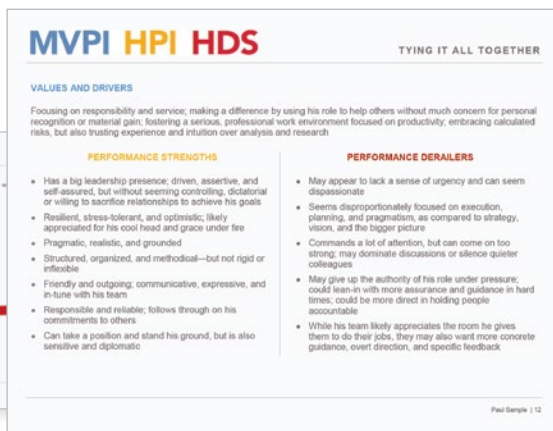 MVPI HPI HDS
TYING IT ALL TOGETHER
VALUES AND DRIVERS
Focusing on responsibility and service; making a difference by using his role to help others without much concern for personal
recognition or material gain; fostering a serious, professional work environment focused on productivity; embracing calculated
risks, but also trusting experience and intuition over analysis and research
PERFORMANCE STRENGTHS
• Has a big leadership presence; driven, assertive, and
self-assured, but without seeming controlling, dictatorial
or willing to sacrifice relationships to achieve his goals
• Resilient, stress-tolerant, and optimistic; likely
appreciated for his cool head and grace under fire
• Pragmatic, realistic, and grounded
• Structured, organized, and methodical—but not rigid or
inflexible
• Friendly and outgoing; communicative, expressive, and
in-tune with his team
• Responsible and reliable; follows through on his
commitments to others
• Can take a position and stand his ground, but is also
sensitive and diplomatic
PERFORMANCE DERAILERS
• May appear to lack a sense of urgency and can seem
dispassionate
• Seems disproportionately focused on execution,
planning, and pragmatism, as compared to strategy,
vision, and the bigger picture
• Commands a lot of attention, but can come on too
strong; may dominate discussions or silence quieter
colleagues
• May give up the authority of his role under pressure;
could lean-in with more assurance and guidance in hard
times; could be more direct in holding people
accountable
• While his team likely appreciates the room he gives
them to do their jobs, they may also want more concrete
guidance, overt direction, and specific feedback
Paul Sample | 12